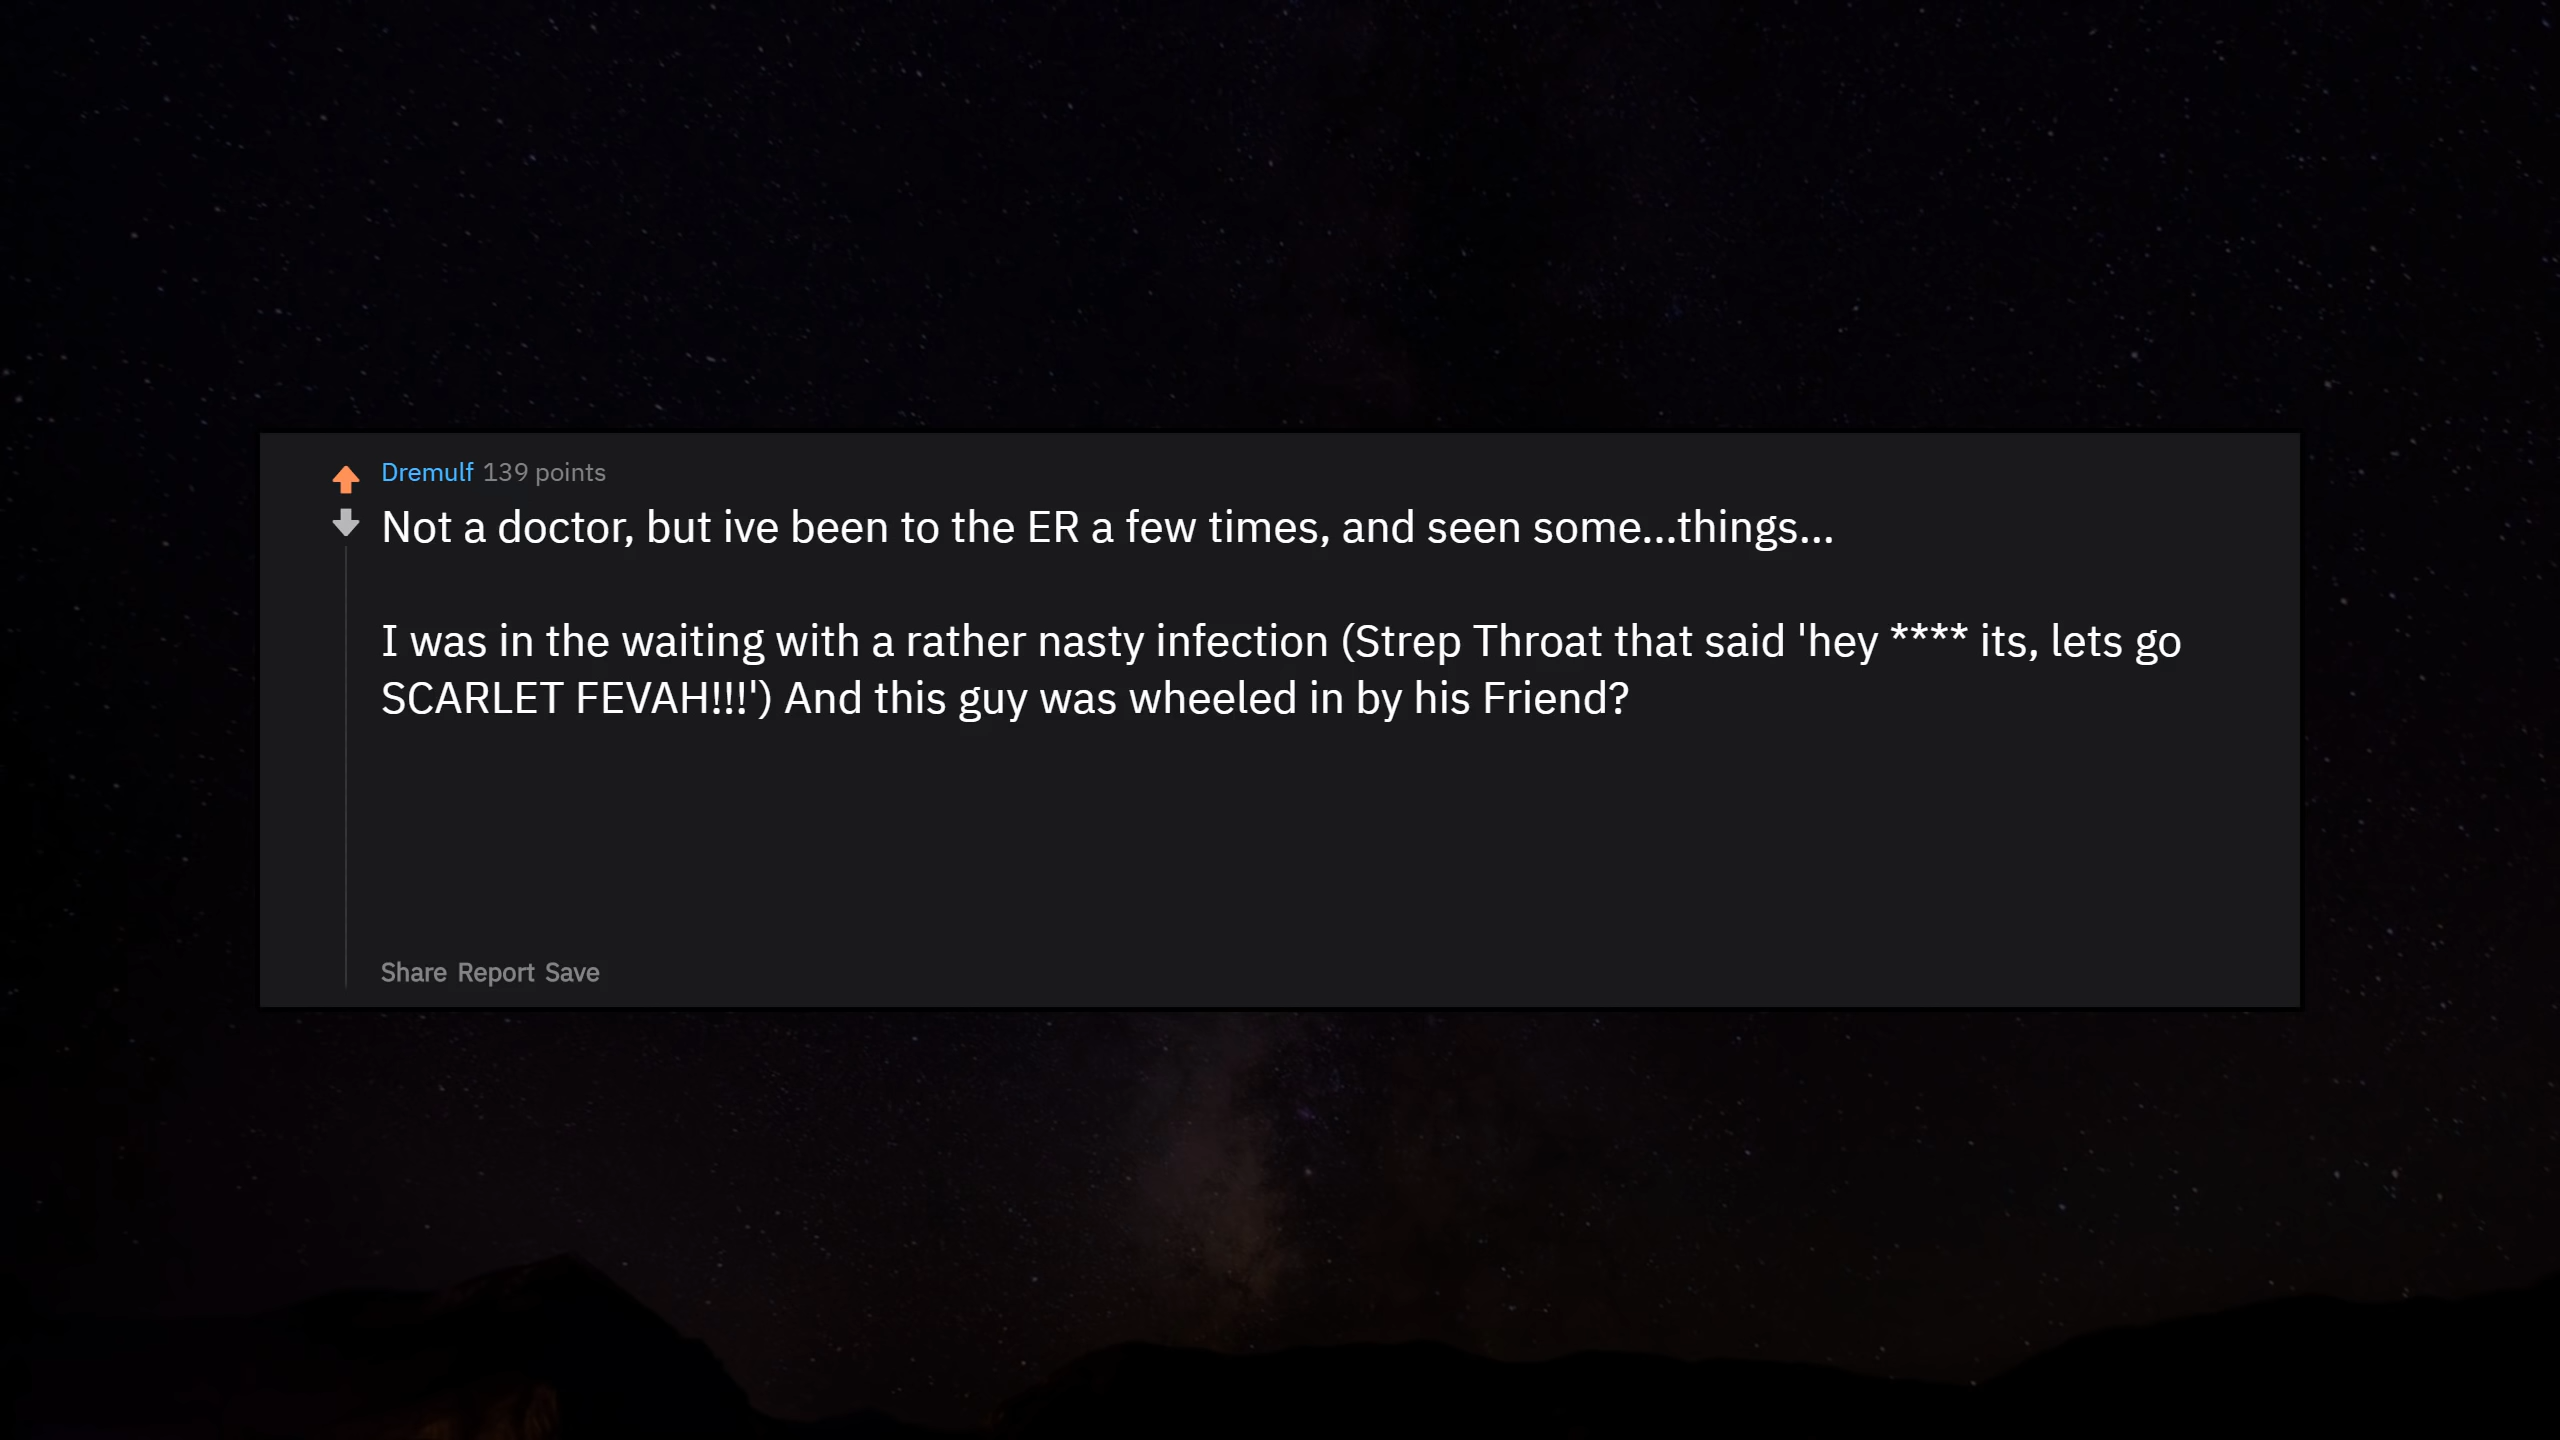 Dremulf 139 points
Not a doctor, but ive been to the ER a few times, and seen some...things...
I was in the waiting with a rather nasty infection (Strep Throat that said 'hey **** its, lets go
SCARLET FEVAH!!!') And this guy was wheeled in by his Friend?
Share Report Save